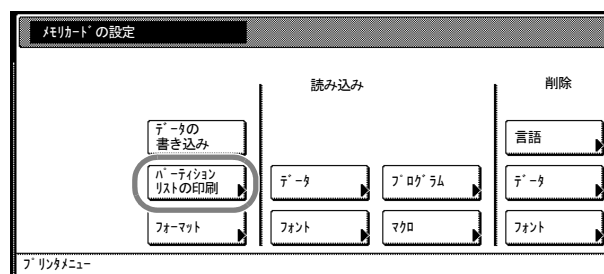 ﾒﾓﾘｶｰﾄﾞの設定
読み込み
削除
ﾃﾞｰﾀの
書き込み
言語
ﾊﾟｰﾃｨｼｮﾝ
ﾘｽﾄの印刷
ﾃﾞｰﾀ
ﾌﾟﾛｸﾞﾗﾑ
ﾃﾞｰﾀ
ﾌｫｰﾏｯﾄ
ﾌｫﾝﾄ
ﾏｸﾛ
ﾌｫﾝﾄ
ﾌﾟﾘﾝﾀﾒﾆｭｰ